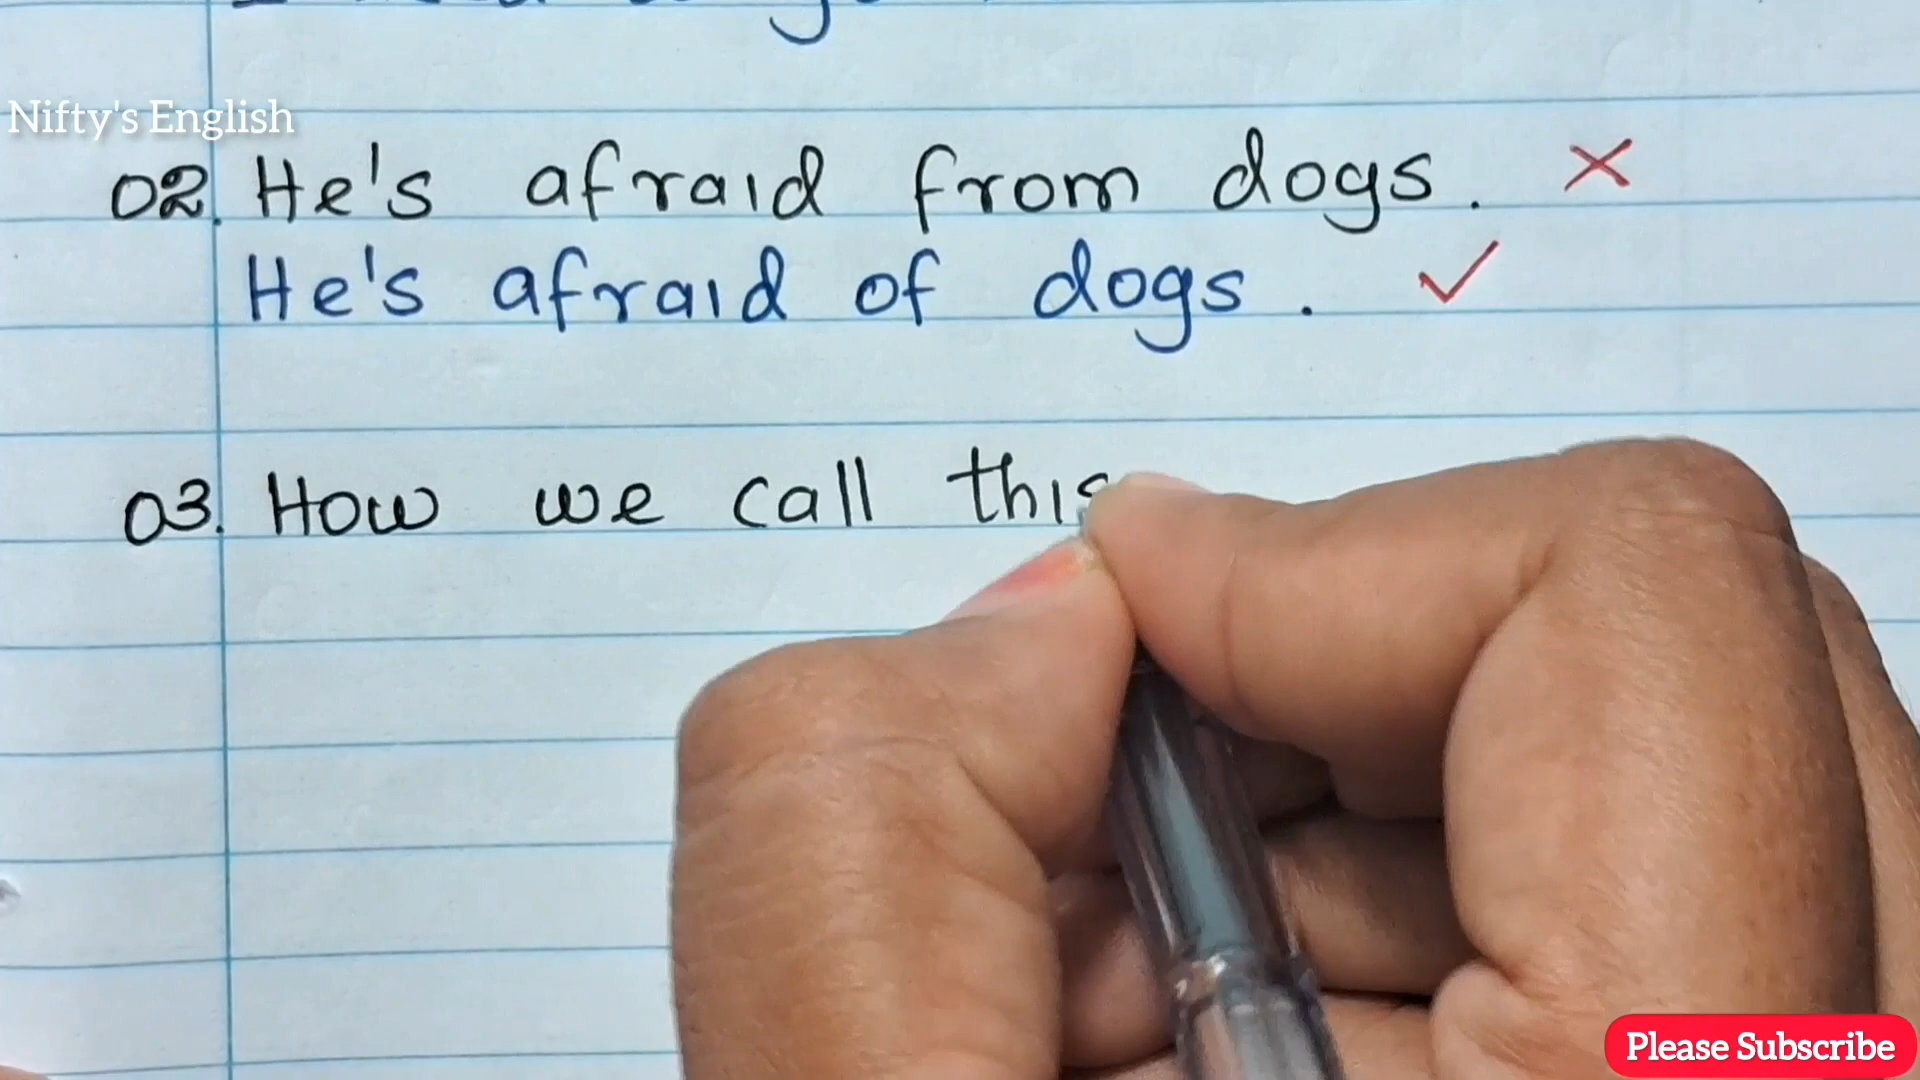 Nifty's English
02. He's afraid from dogs. ×
He's afraid of dogs. ✓
03. How we call this
Please Subscribe